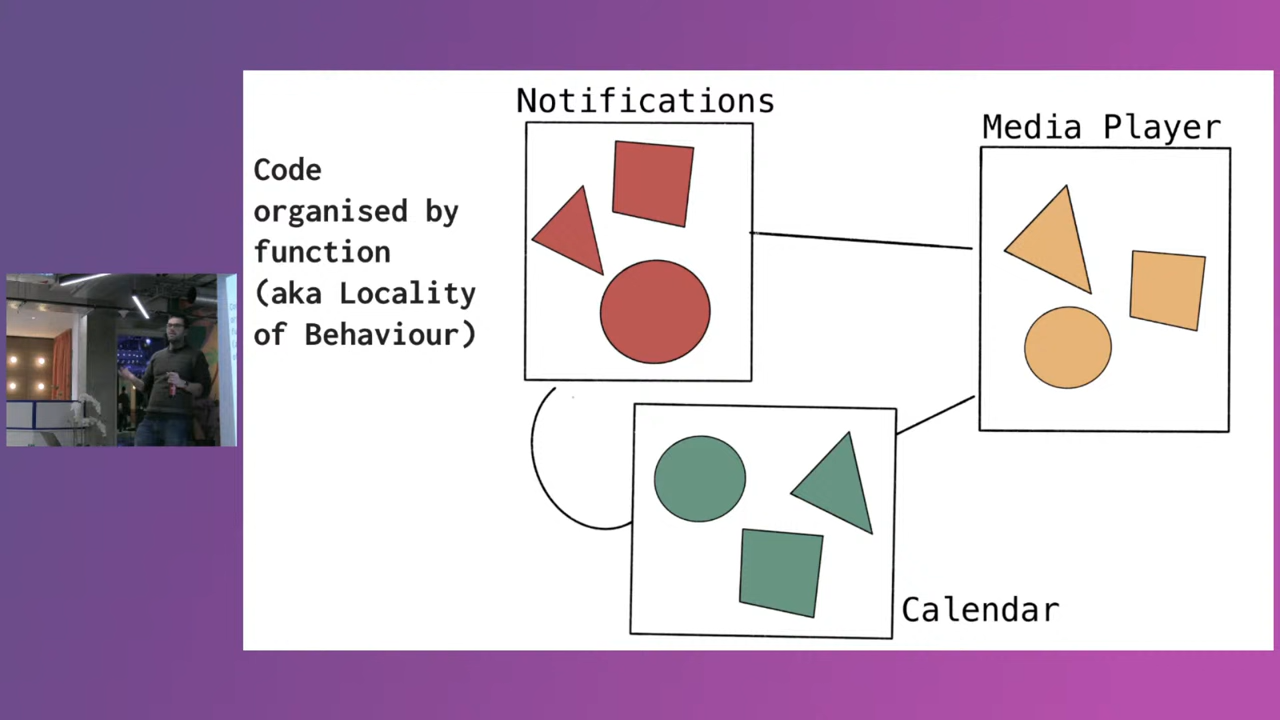 Notifications
Media Player
Code
organised by
function
(aka Locality
of Behaviour)
Calendar